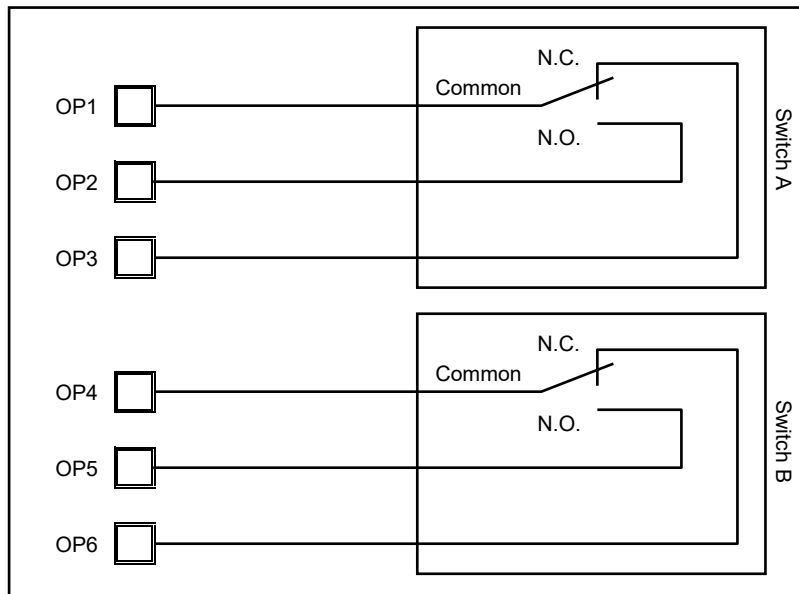 N.C.
Common
OP1
N.O.
Switch A
OP2
OP3
N.C.
Common
OP4
N.O.
Switch B
OP5
OP6